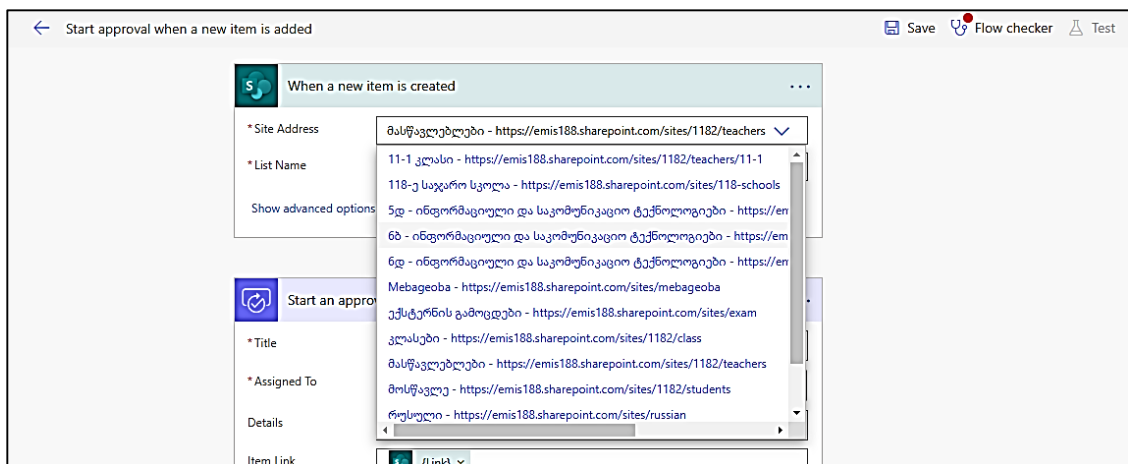 Start approval when a new item is added
Save Flow checker Test
When a new item is created
* Site Address მასწავლებლები - https://emis188.sharepoint.com/sites/1182/teachers
* List Name
11-1 კლასი - https://emis188.sharepoint.com/sites/1182/teachers/11-1
118-ე საჯარო სკოლა - https://emis188.sharepoint.com/sites/118-schools
Show advanced options
5დ - ინფორმაციული და საკომუნიკაციო ტექნოლოგიები - https://em
6ბ - ინფორმაციული და საკომუნიკაციო ტექნოლოგიები - https://em
6დ - ინფორმაციული და საკომუნიკაციო ტექნოლოგიები - https://em
Mebageoba - https://emis188.sharepoint.com/sites/mebageoba
ექსტერნის გამოცდები - https://emis188.sharepoint.com/sites/exam
კლასები - https://emis188.sharepoint.com/sites/1182/class
მასწავლებლები - https://emis188.sharepoint.com/sites/1182/teachers
მოსწავლე - https://emis188.sharepoint.com/sites/1182/students
რუსული - https://emis188.sharepoint.com/sites/russian
Start an approv
* Title
* Assigned To
Details
Item Link {Link}